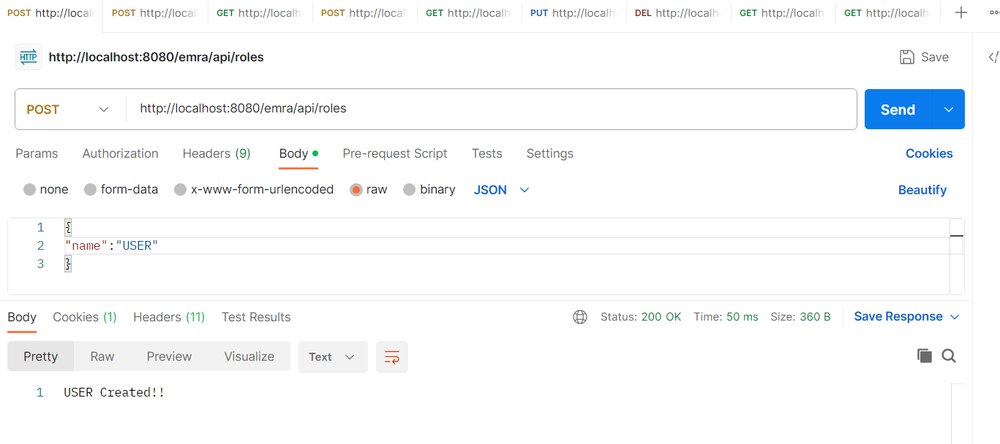 POST http://localh
POST http://locall
GET http://localh
POST http://local
GET http://localh
PUT http://localh
DEL http://localho
GET http://localh
GET http://localh
HTTP http://localhost:8080/emra/api/roles
Save
POST
http://localhost:8080/emra/api/roles
Send
Params Authorization Headers (9) Body Pre-request Script Tests Settings Cookies
none form-data x-www-form-urlencoded raw binary JSON Beautify
1 {
2 "name":"USER"
3 }
Body Cookies (1) Headers (11) Test Results Status: 200 OK Time: 50 ms Size: 360 B Save Response
Pretty Raw Preview Visualize Text
1 USER Created!!